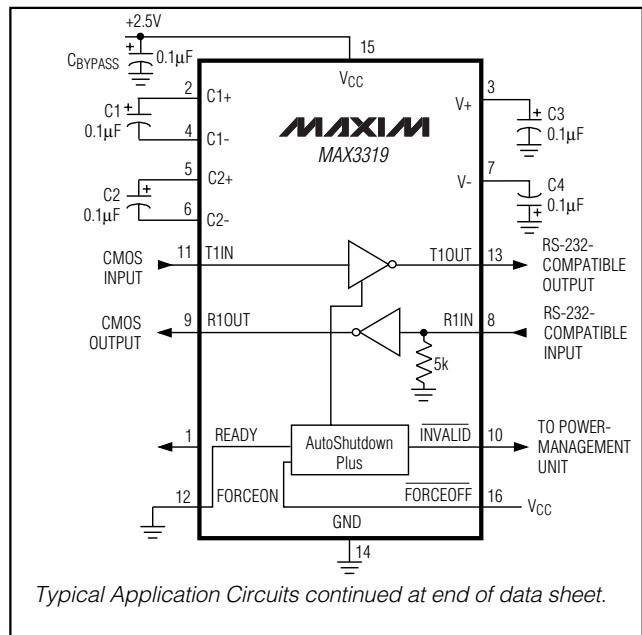 +2.5V
CBYPASS
+
0.1µF
15
VCC
2
C1+
C1
+
0.1µF
4
C1-
5
C2+
C2
+
0.1µF
6
C2-
MAXIM
MAX3319
3
V+
+
C3
0.1µF
7
V-
C4
0.1µF
+
CMOS
INPUT
11
T1IN
T1OUT
13
RS-232-
COMPATIBLE
OUTPUT
CMOS
OUTPUT
9
R1OUT
R1IN
8
RS-232-
COMPATIBLE
INPUT
5k
1
READY
AutoShutdown
Plus
INVALID
10
TO POWER-
MANAGEMENT
UNIT
12
FORCEON
FORCEOFF
16
VCC
GND
14
Typical Application Circuits continued at end of data sheet.